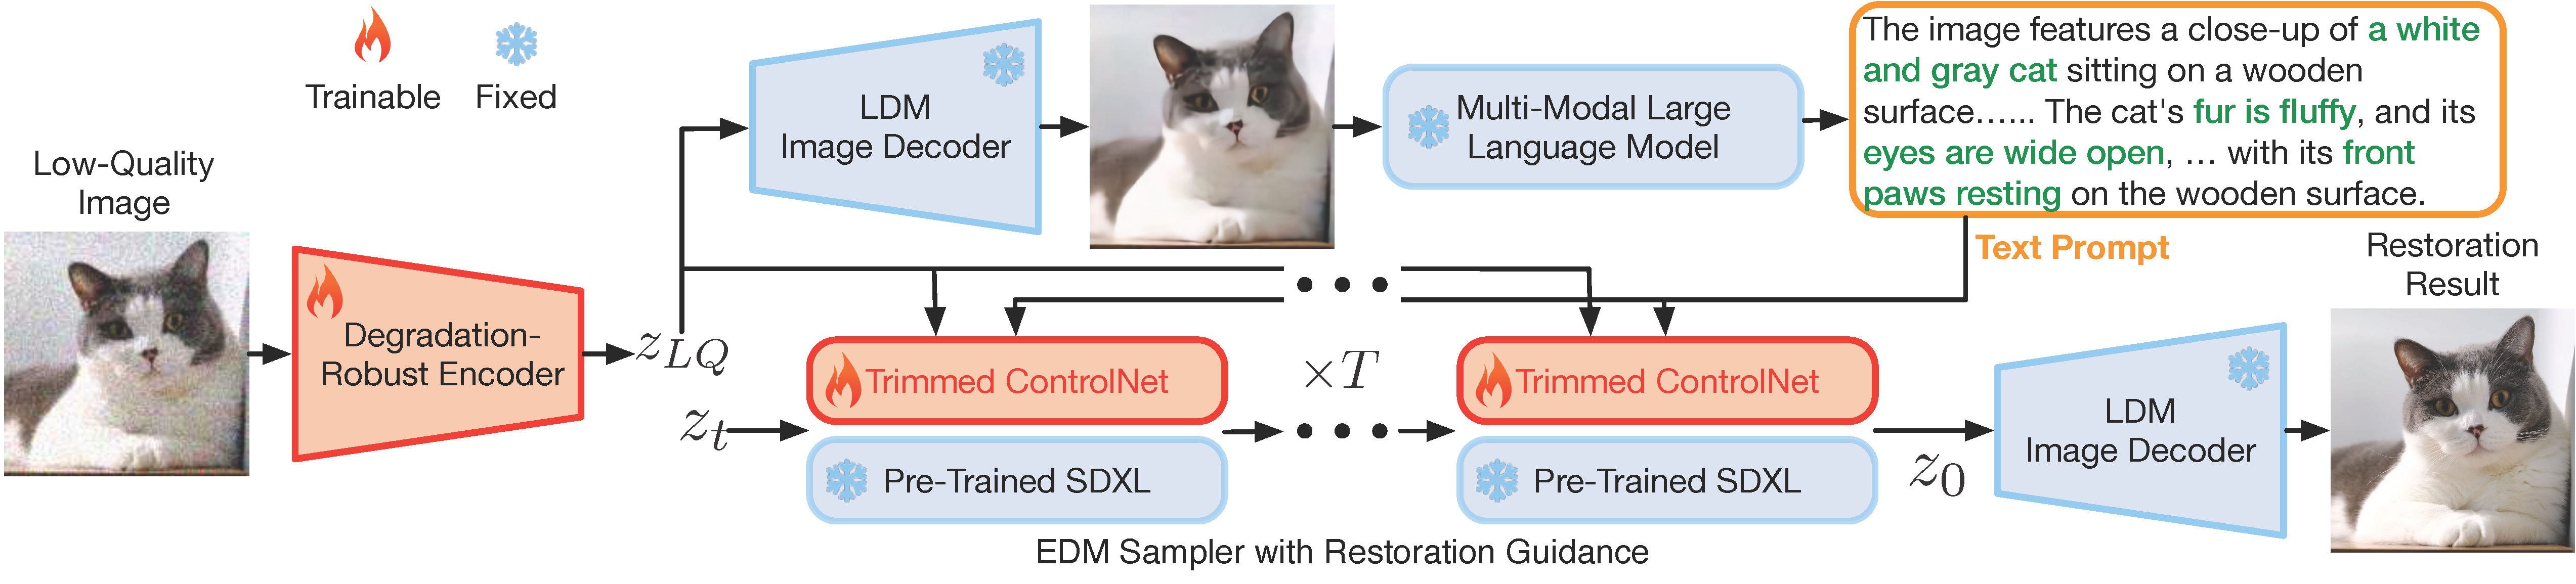 Trainable
Fixed
Low-Quality
Image
Degradation-
Robust Encoder
z_{LQ}
z_t
LDM
Image Decoder
Multi-Modal Large
Language Model
The image features a close-up of a white
and gray cat sitting on a wooden
surface…... The cat's fur is fluffy, and its
eyes are wide open, … with its front
paws resting on the wooden surface.
Text Prompt
Trimmed ControlNet
Pre-Trained SDXL
×T
Trimmed ControlNet
Pre-Trained SDXL
EDM Sampler with Restoration Guidance
z_0
LDM
Image Decoder
Restoration
Result